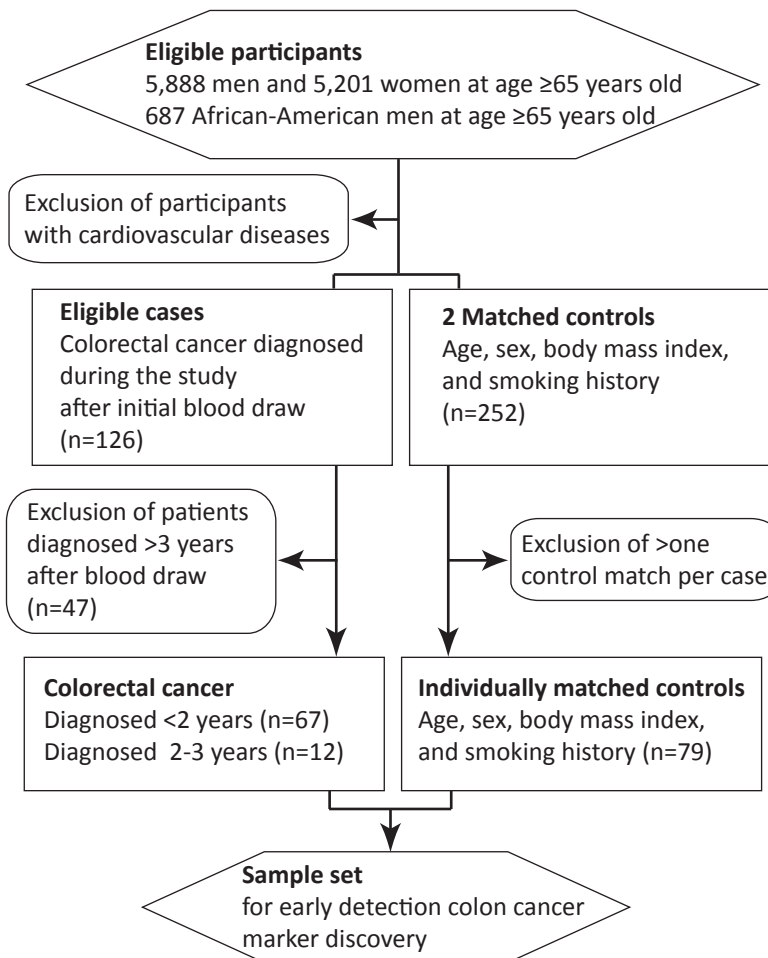 Eligible participants
5,888 men and 5,201 women at age ≥65 years old
687 African-American men at age ≥65 years old
Exclusion of participants
with cardiovascular diseases
Eligible cases
Colorectal cancer diagnosed
during the study
after initial blood draw
(n=126)
2 Matched controls
Age, sex, body mass index,
and smoking history
(n=252)
Exclusion of patients
diagnosed >3 years
after blood draw
(n=47)
Exclusion of >one
control match per case
Colorectal cancer
Diagnosed <2 years (n=67)
Diagnosed 2-3 years (n=12)
Individually matched controls
Age, sex, body mass index,
and smoking history (n=79)
Sample set
for early detection colon cancer
marker discovery